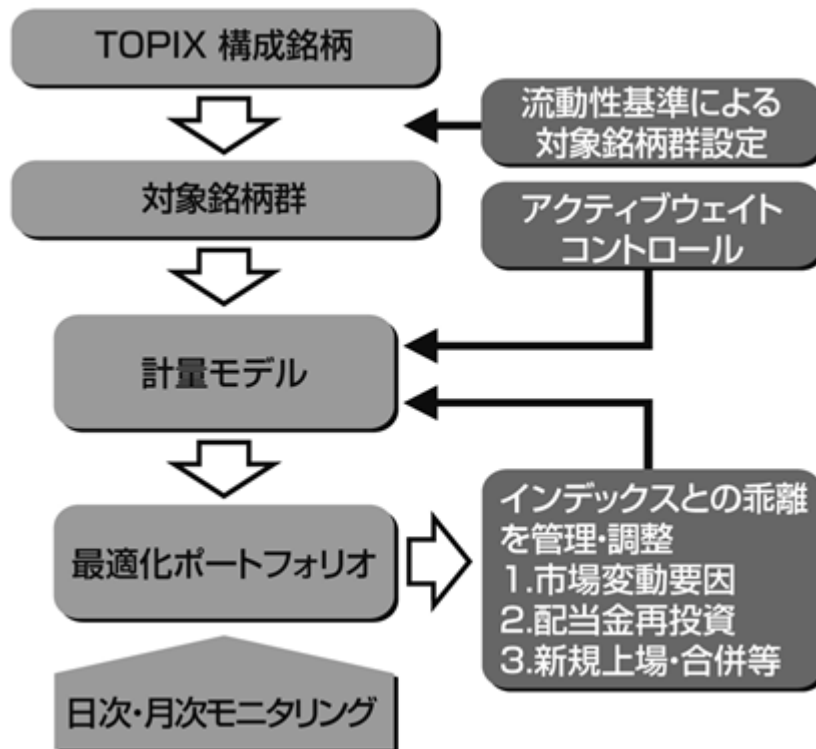 TOPIX 構成銘柄
流動性基準による
対象銘柄群設定
対象銘柄群
アクティブウェイト
コントロール
計量モデル
最適化ポートフォリオ
インデックスとの乖離
を管理・調整
1.市場変動要因
2.配当金再投資
3.新規上場・合併等
日次・月次モニタリング